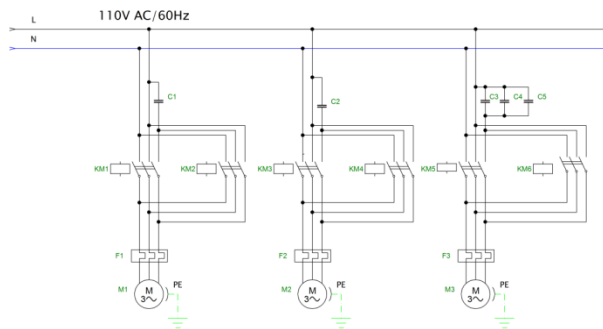 110V AC/60Hz
L
N
C1
C2
C3 C4 C5
KM1 KM2 KM3 KM4 KM5 KM6
F1 F2 F3
M1 M 3~ PE
M2 M 3~ PE
M3 M 3~ PE